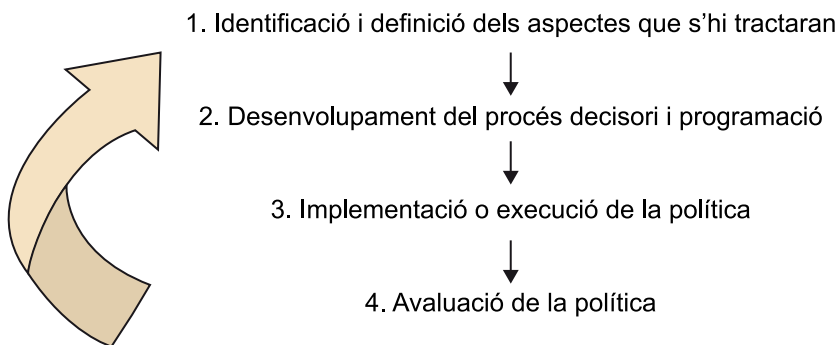 1. Identificació i definició dels aspectes que s’hi tractaran
2. Desenvolupament del procés decisori i programació
3. Implementació o execució de la política
4. Avaluació de la política